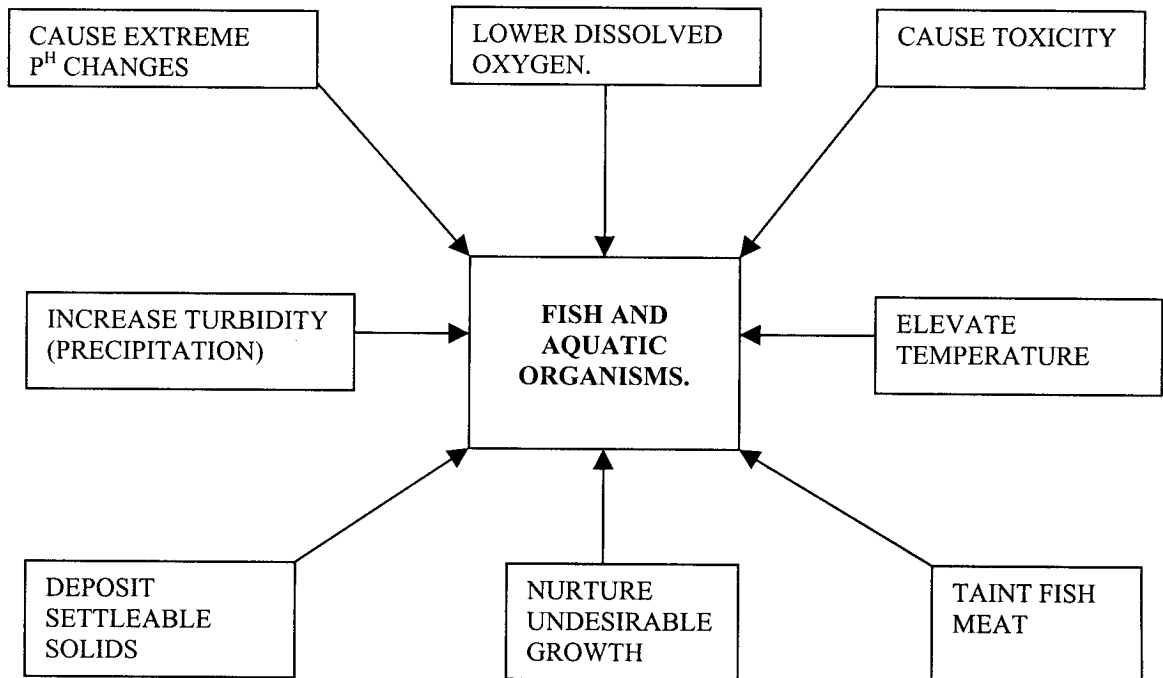 CAUSE EXTREME
P^H CHANGES
LOWER DISSOLVED
OXYGEN.
CAUSE TOXICITY
INCREASE TURBIDITY
(PRECIPITATION)
FISH AND
AQUATIC
ORGANISMS.
ELEVATE
TEMPERATURE
DEPOSIT
SETTLEABLE
SOLIDS
NURTURE
UNDESIRABLE
GROWTH
TAINT FISH
MEAT